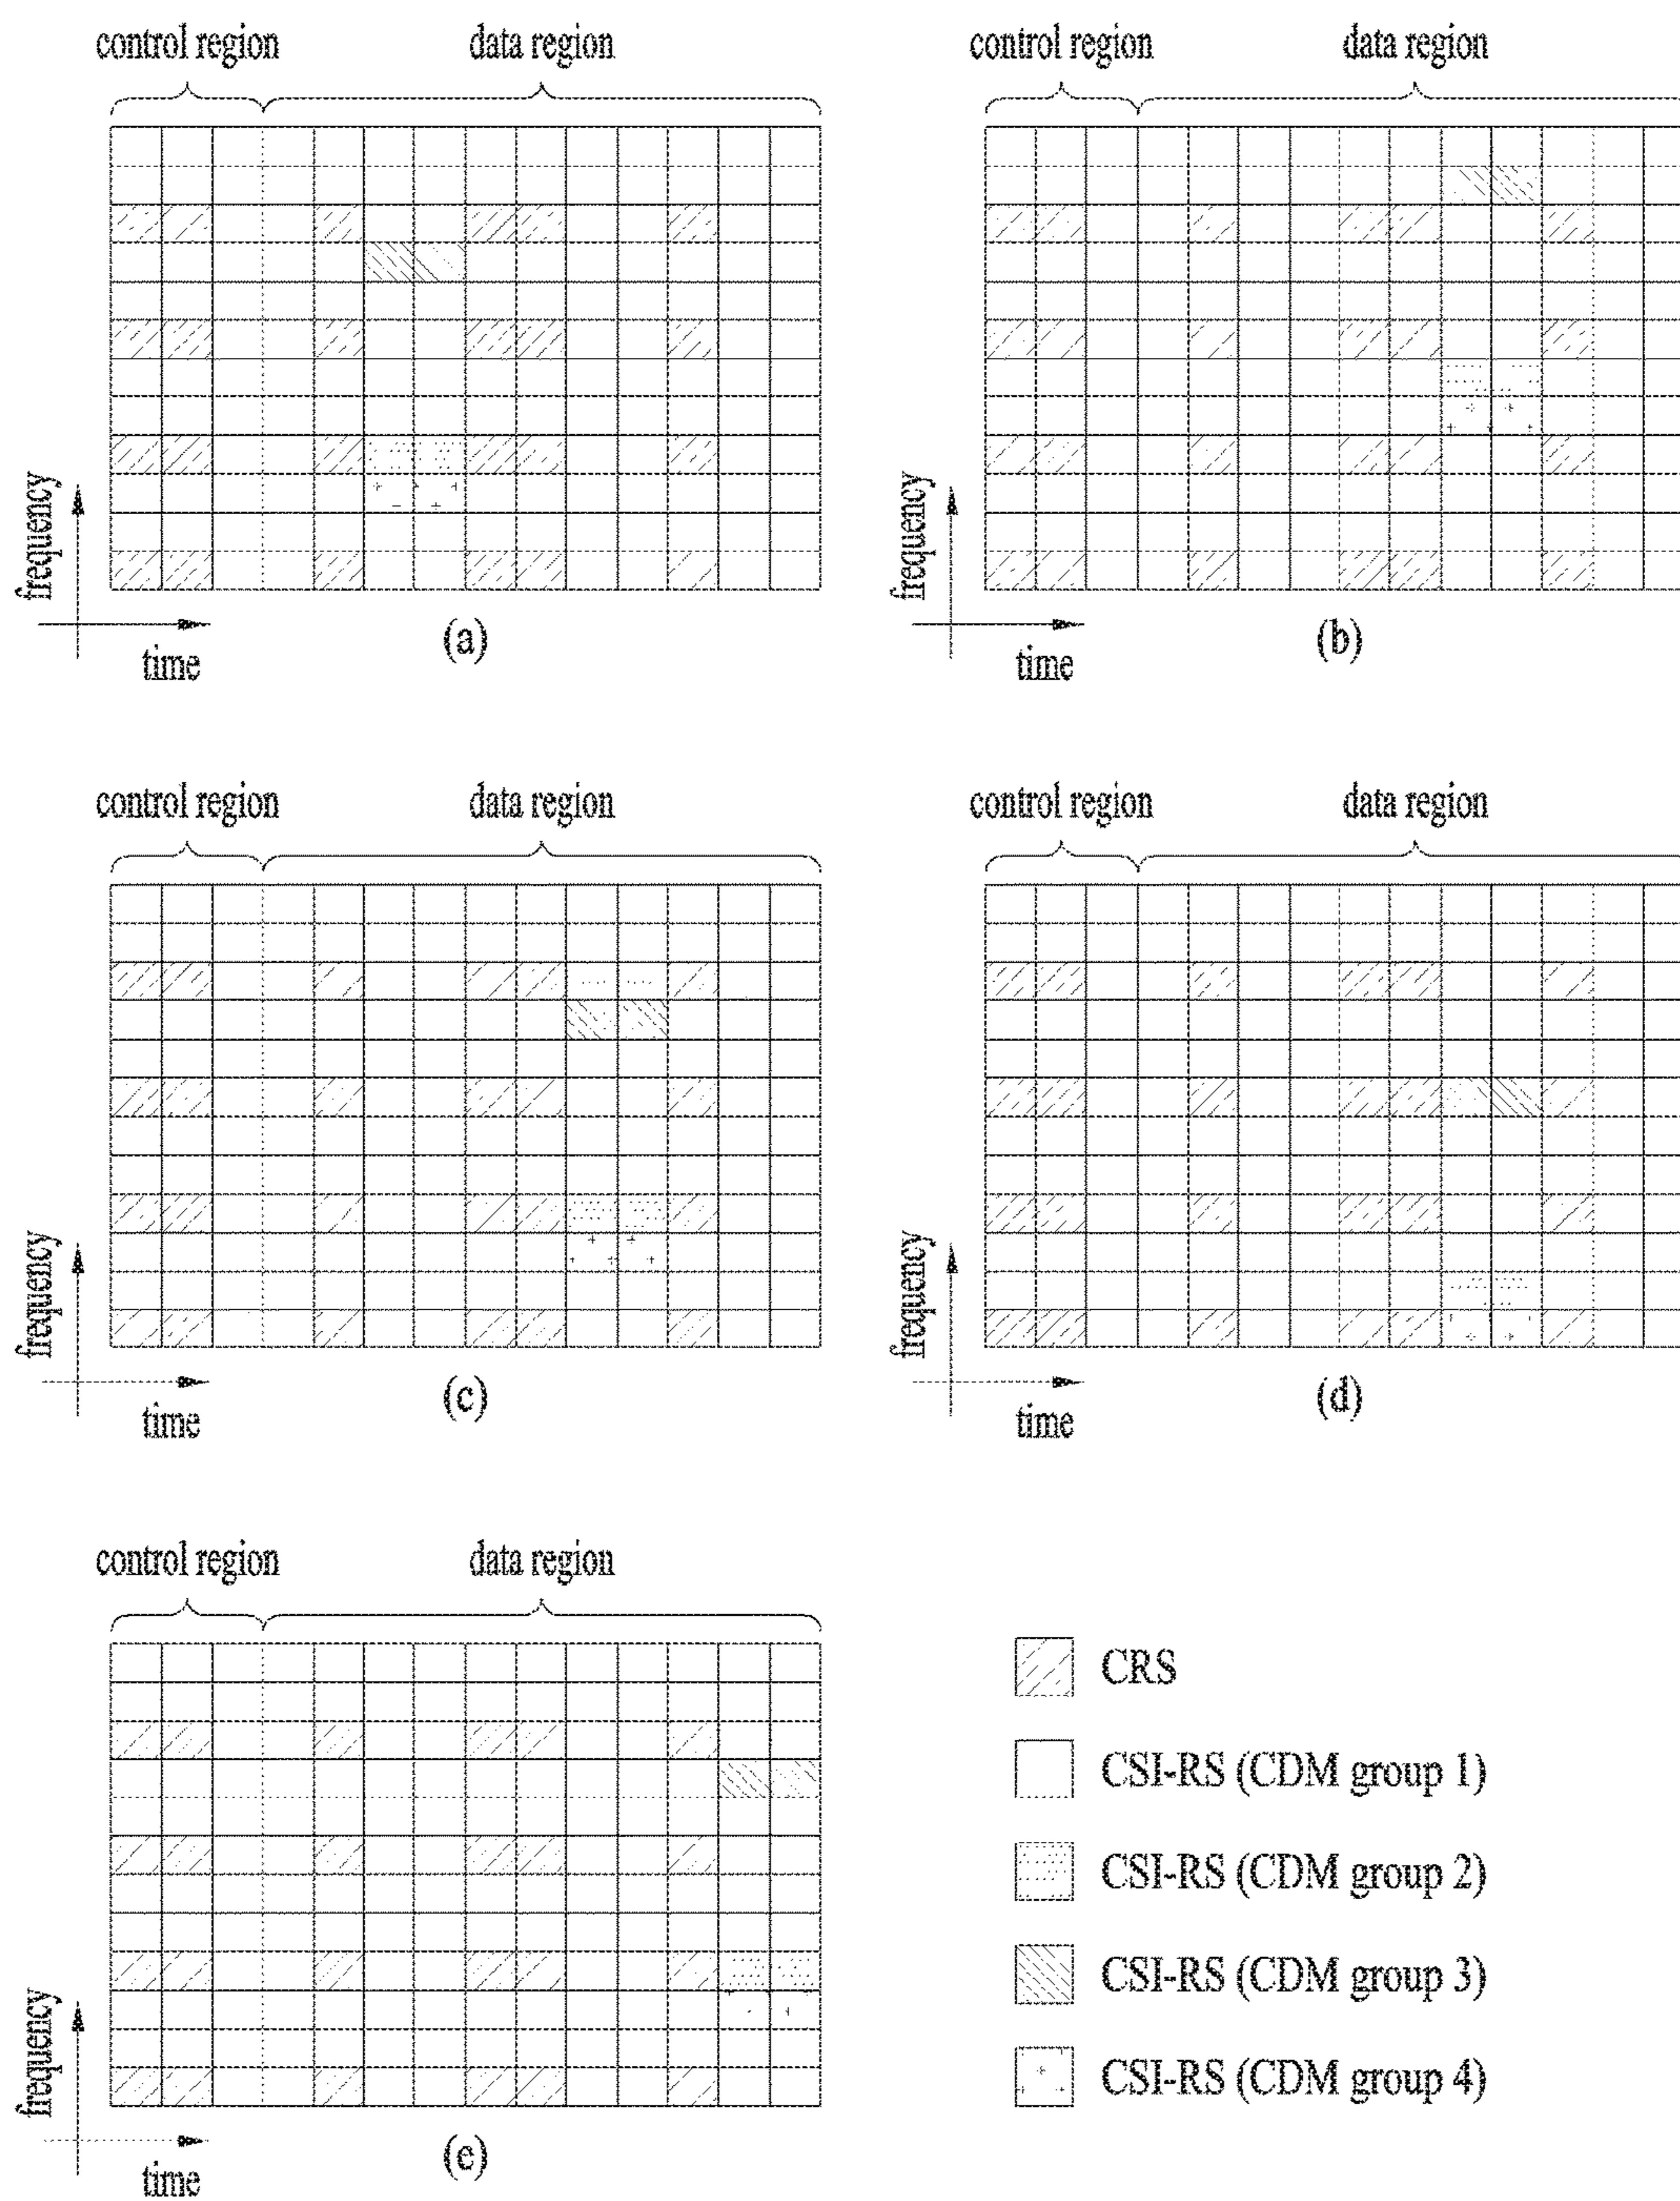 control region
data region
control region
data region
frequency
time
(a)
frequency
time
(b)
control region
data region
control region
data region
frequency
time
(c)
frequency
time
(d)
control region
data region
frequency
time
(e)
CRS
CSI-RS (CDM group 1)
CSI-RS (CDM group 2)
CSI-RS (CDM group 3)
CSI-RS (CDM group 4)